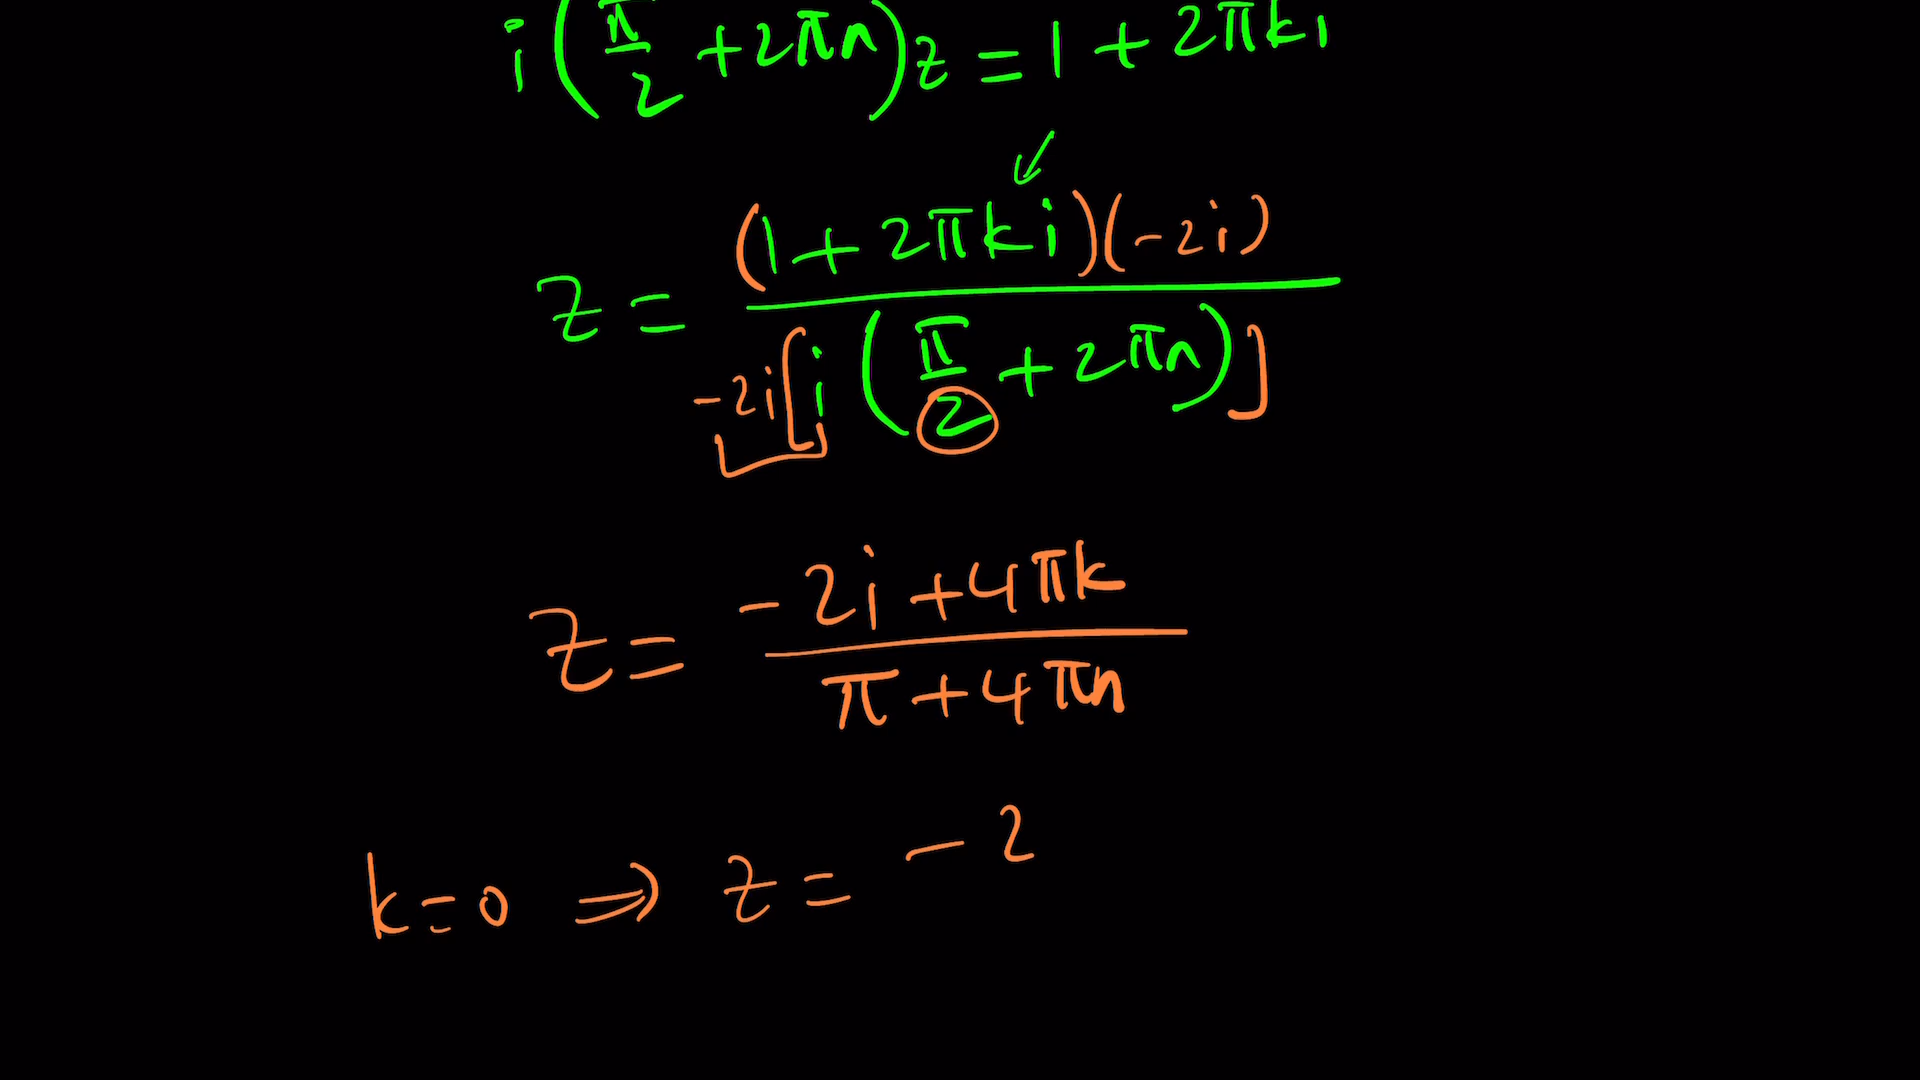 i(π/2 + 2πn)z = 1 + 2πki
z = (1 + 2πki)(-2i) / -2i[i(π/2 + 2πn)]
z = -2i + 4πk / π + 4πn
k = 0 ⇒ z = -2